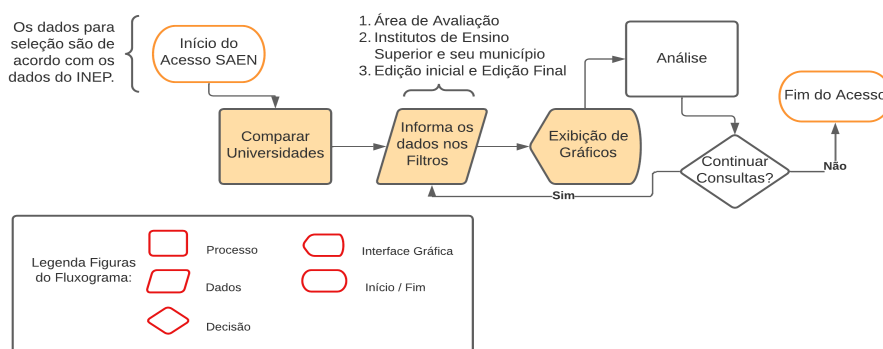 Os dados para
seleção são de
acordo com os
dados do INEP.
Início do
Acesso SAEN
1. Área de Avaliação
2. Institutos de Ensino
Superior e seu município
3. Edição inicial e Edição Final
Análise
Fim do Acesso
Comparar
Universidades
Informa os
dados nos
Filtros
Exibição de
Gráficos
Continuar
Consultas?
Não
Sim
Legenda Figuras
do Fluxograma:
Processo
Interface Gráfica
Dados
Início / Fim
Decisão